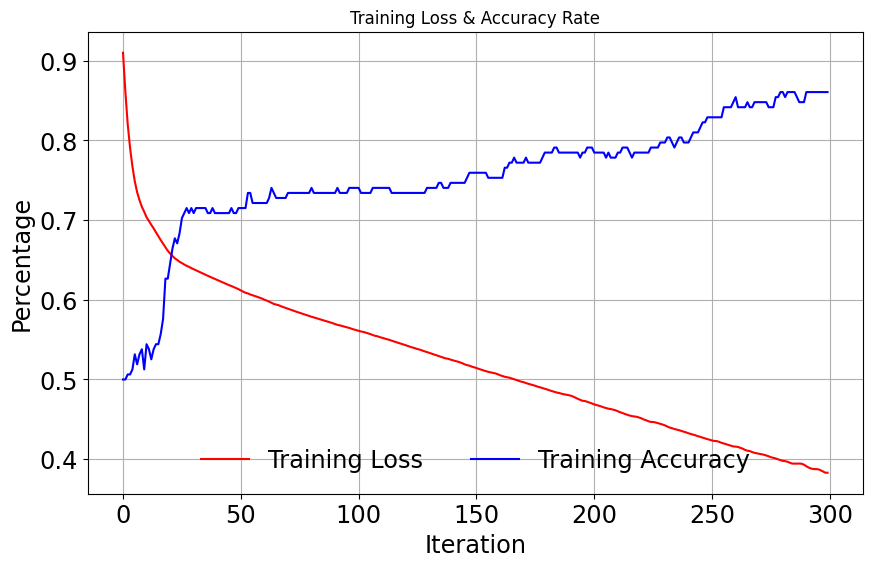 Training Loss & Accuracy Rate
0.9
0.8
0.7
0.6
0.5
0.4
Percentage
Training Loss
Training Accuracy
0
50
100
150
200
250
300
Iteration